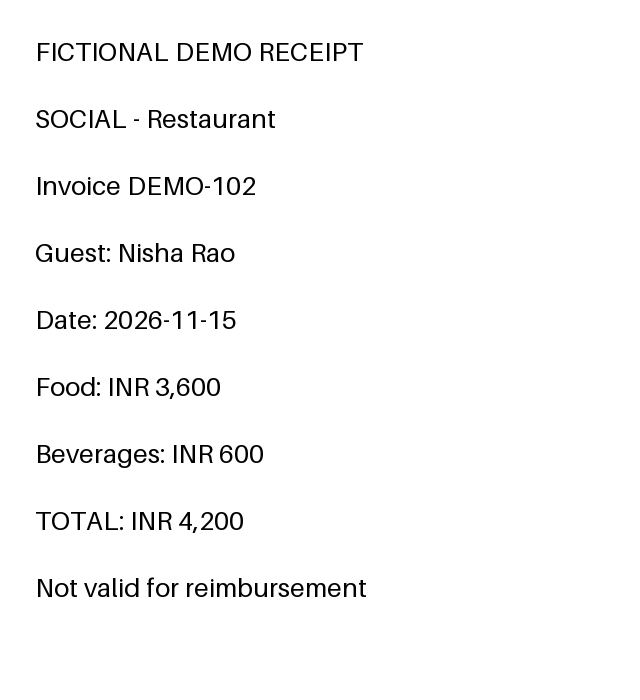 FICTIONAL DEMO RECEIPT
SOCIAL - Restaurant
Invoice DEMO-102
Guest: Nisha Rao
Date: 2026-11-15
Food: INR 3,600
Beverages: INR 600
TOTAL: INR 4,200
Not valid for reimbursement